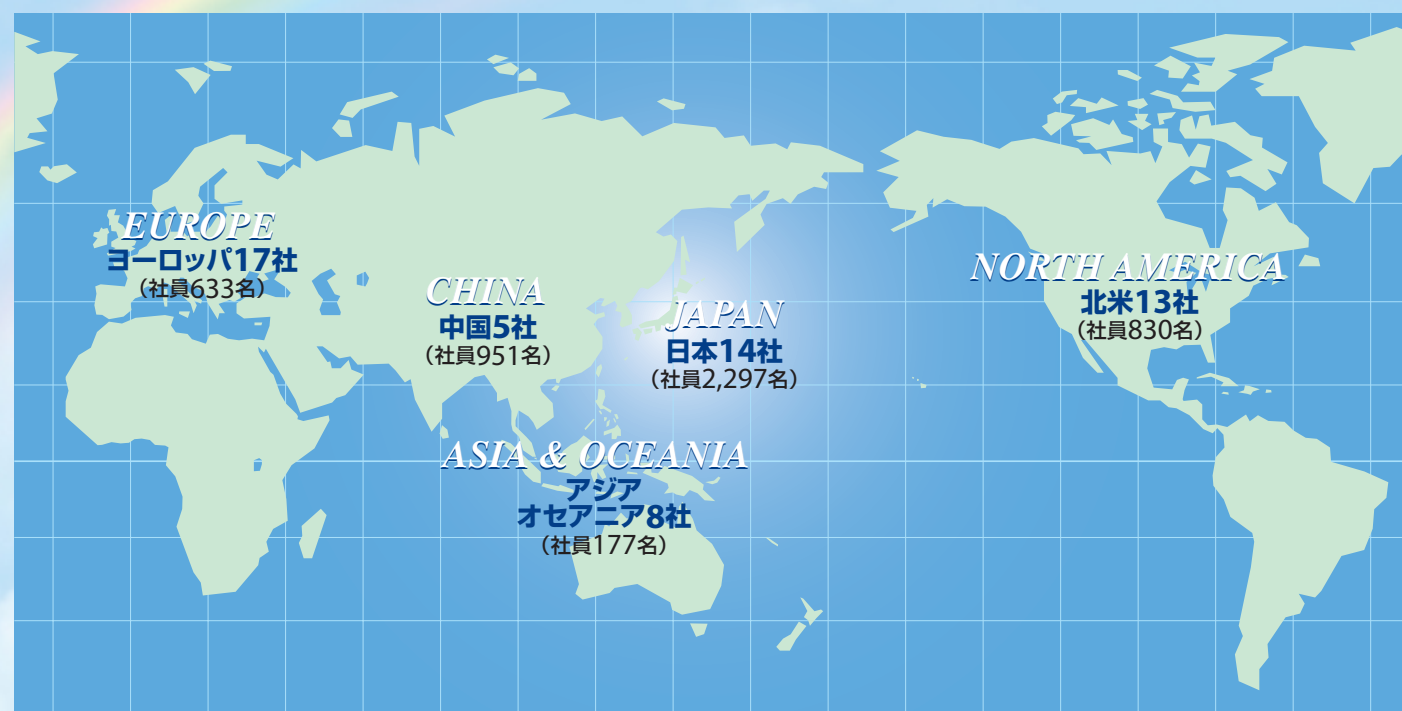 EUROPE
ヨーロッパ17社
（社員633名）
CHINA
中国5社
（社員951名）
JAPAN
日本14社
（社員2,297名）
NORTH AMERICA
北米13社
（社員830名）
ASIA & OCEANIA
アジア
オセアニア8社
（社員177名）